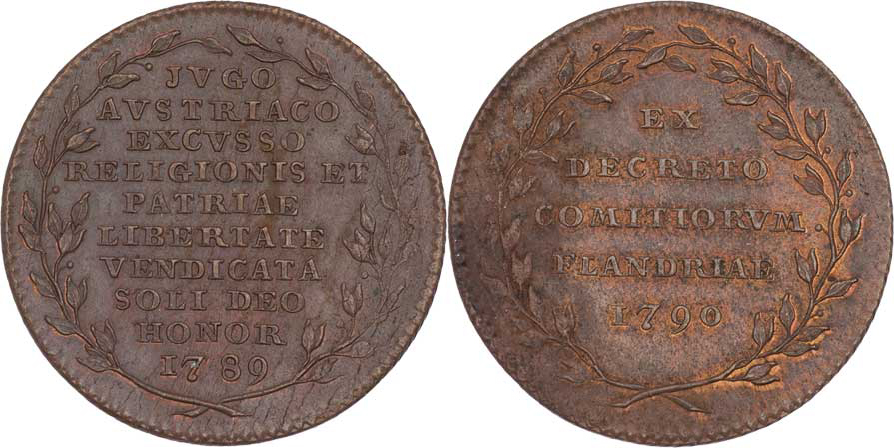 JVGO
AVSTRIACO
EXCVSSO
RELIGIONIS ET
PATRIAE
LIBERTATE
VENDICATA
SOLI DEO
HONOR
1789
EX
DECRETO
COMITIORVM
FLANDRIAE
1790